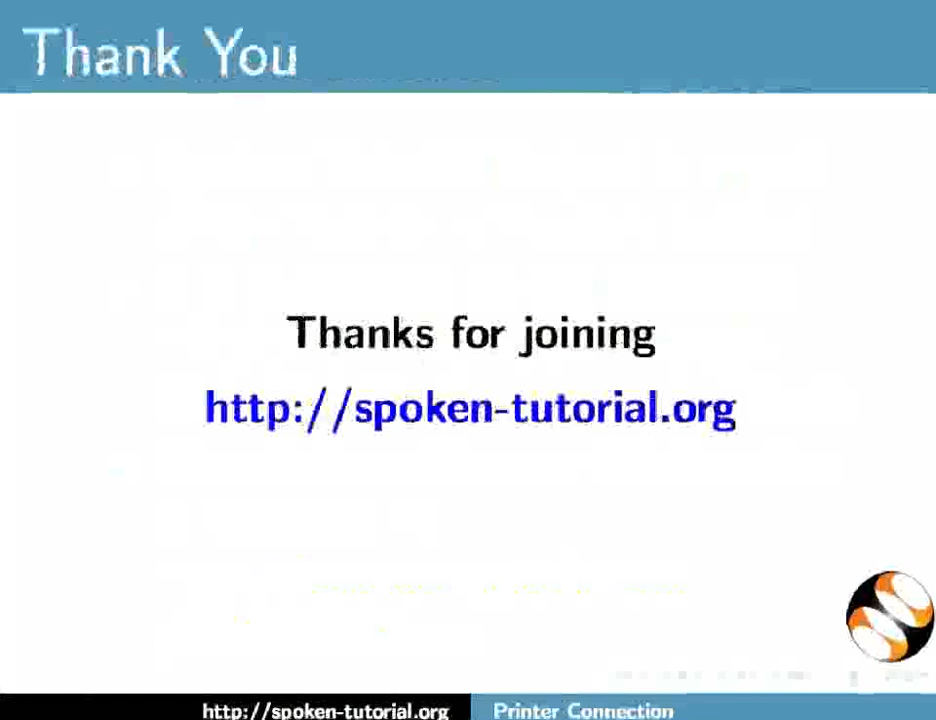 Thank You
Thanks for joining
http://spoken-tutorial.org
http://spoken-tutorial.org Printer Connection